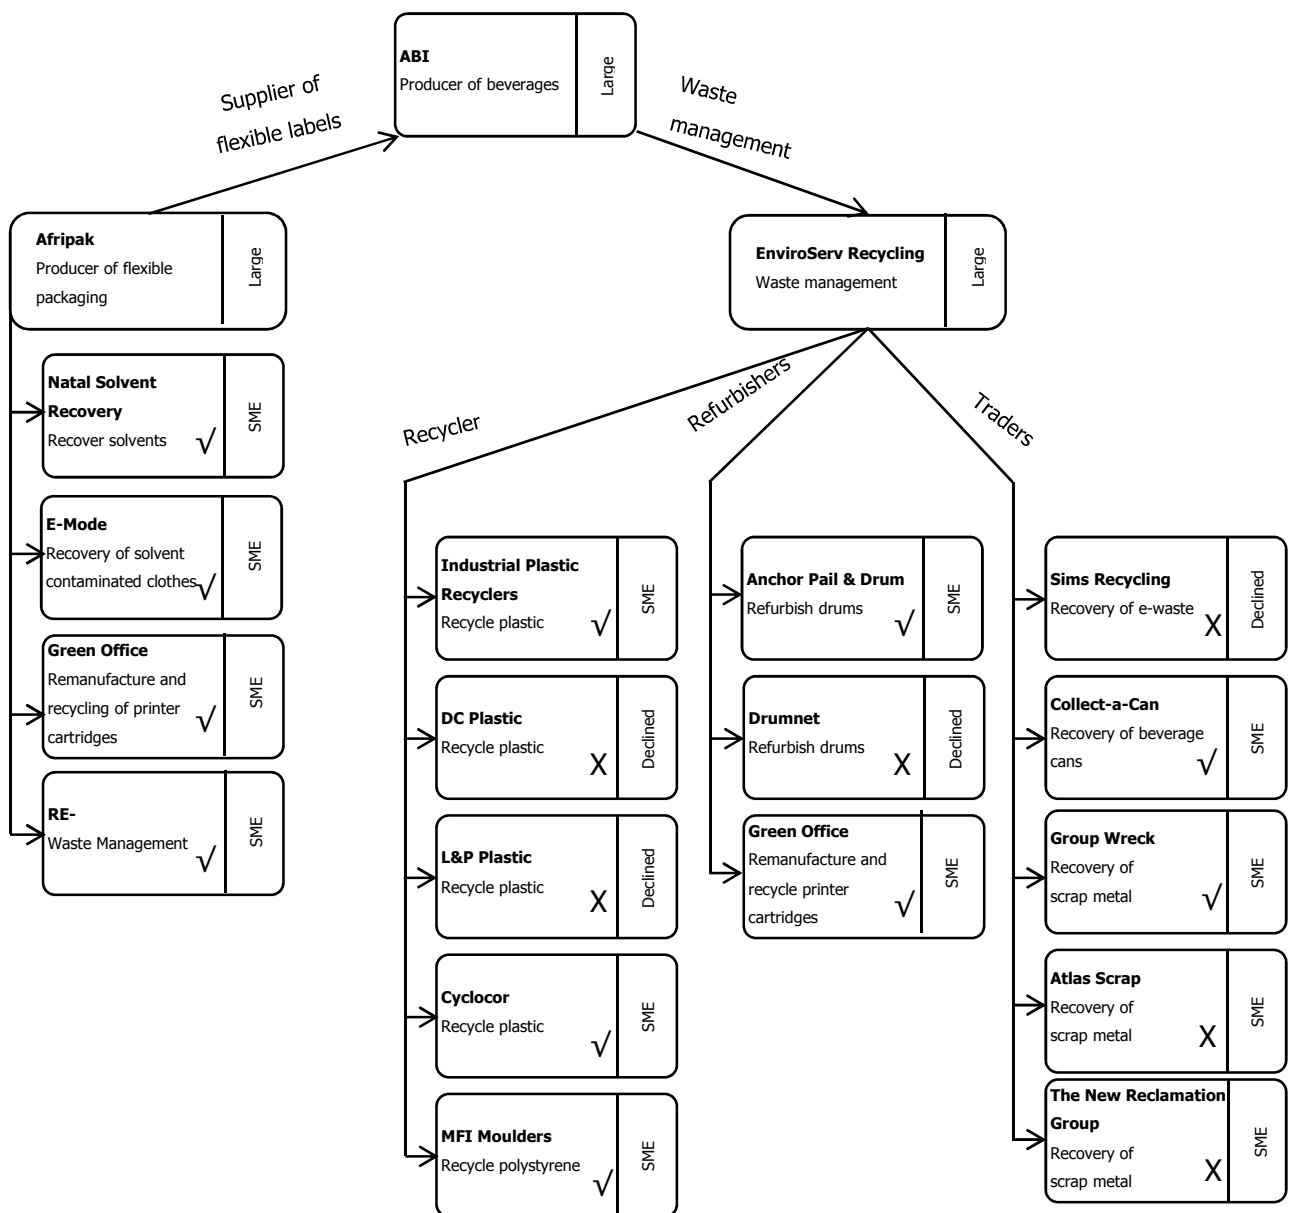 ABI
Producer of beverages
Large
Supplier of
flexible labels
Waste
management
Afripak
Producer of flexible
packaging
Large
EnviroServ Recycling
Waste management
Large
Natal Solvent
Recovery
Recover solvents √
SME
E-Mode
Recovery of solvent
contaminated clothes √
SME
Green Office
Remanufacture and
recycling of printer
cartridges √
SME
RE-
Waste Management √
SME
Recycler
Refurbishers
Traders
Industrial Plastic
Recyclers
Recycle plastic √
SME
DC Plastic
Recycle plastic X
Declined
L&P Plastic
Recycle plastic X
Declined
Cyclocor
Recycle plastic √
SME
MFI Moulders
Recycle polystyrene √
SME
Anchor Pail & Drum
Refurbish drums √
SME
Drumnet
Refurbish drums X
Declined
Green Office
Remanufacture and
recycle printer
cartridges √
SME
Sims Recycling
Recovery of e-waste X
Declined
Collect-a-Can
Recovery of beverage
cans √
SME
Group Wreck
Recovery of
scrap metal √
SME
Atlas Scrap
Recovery of
scrap metal X
SME
The New Reclamation
Group
Recovery of
scrap metal X
SME